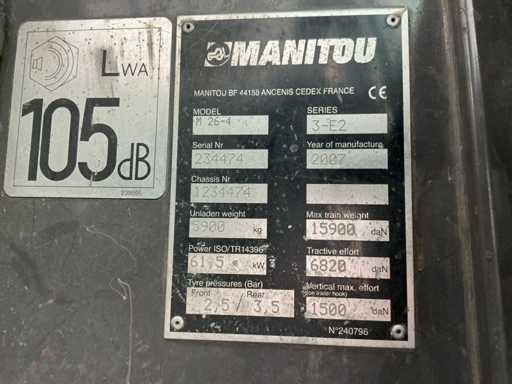 LWA
105dB
MANITOU
MANITOU BF 44158 ANCENIS CEDEX FRANCE CE
MODEL SERIES
M 26-4 3-E2
Serial Nr Year of manufacture
234474 2007
Chassis Nr
1234474
Unladen weight Max train weight
5900 kg 15900 daN
Power ISO/TR14396 Tractive effort
61,5 kW 6820 daN
Tyre pressures (Bar) Vertical max. effort
Front Rear (on trailer hook)
2,5 / 3,5 1500 daN
N°240796